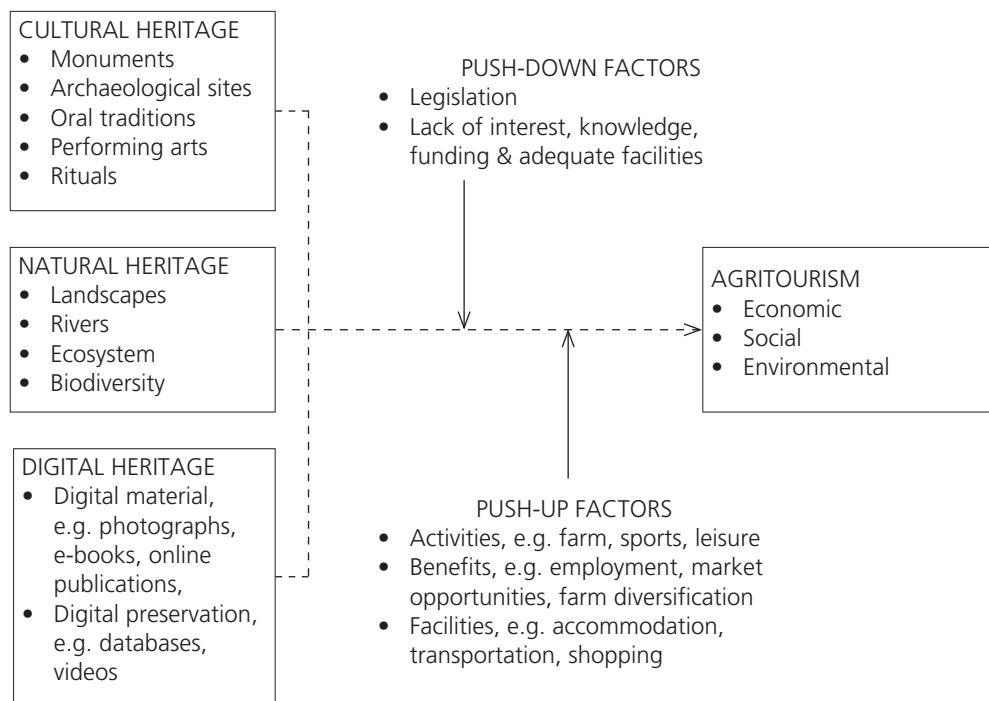 CULTURAL HERITAGE
• Monuments
• Archaeological sites
• Oral traditions
• Performing arts
• Rituals
NATURAL HERITAGE
• Landscapes
• Rivers
• Ecosystem
• Biodiversity
DIGITAL HERITAGE
• Digital material,
e.g. photographs,
e-books, online
publications,
• Digital preservation,
e.g. databases,
videos
PUSH-DOWN FACTORS
• Legislation
• Lack of interest, knowledge,
funding & adequate facilities
PUSH-UP FACTORS
• Activities, e.g. farm, sports, leisure
• Benefits, e.g. employment, market
opportunities, farm diversification
• Facilities, e.g. accommodation,
transportation, shopping
AGRITOURISM
• Economic
• Social
• Environmental